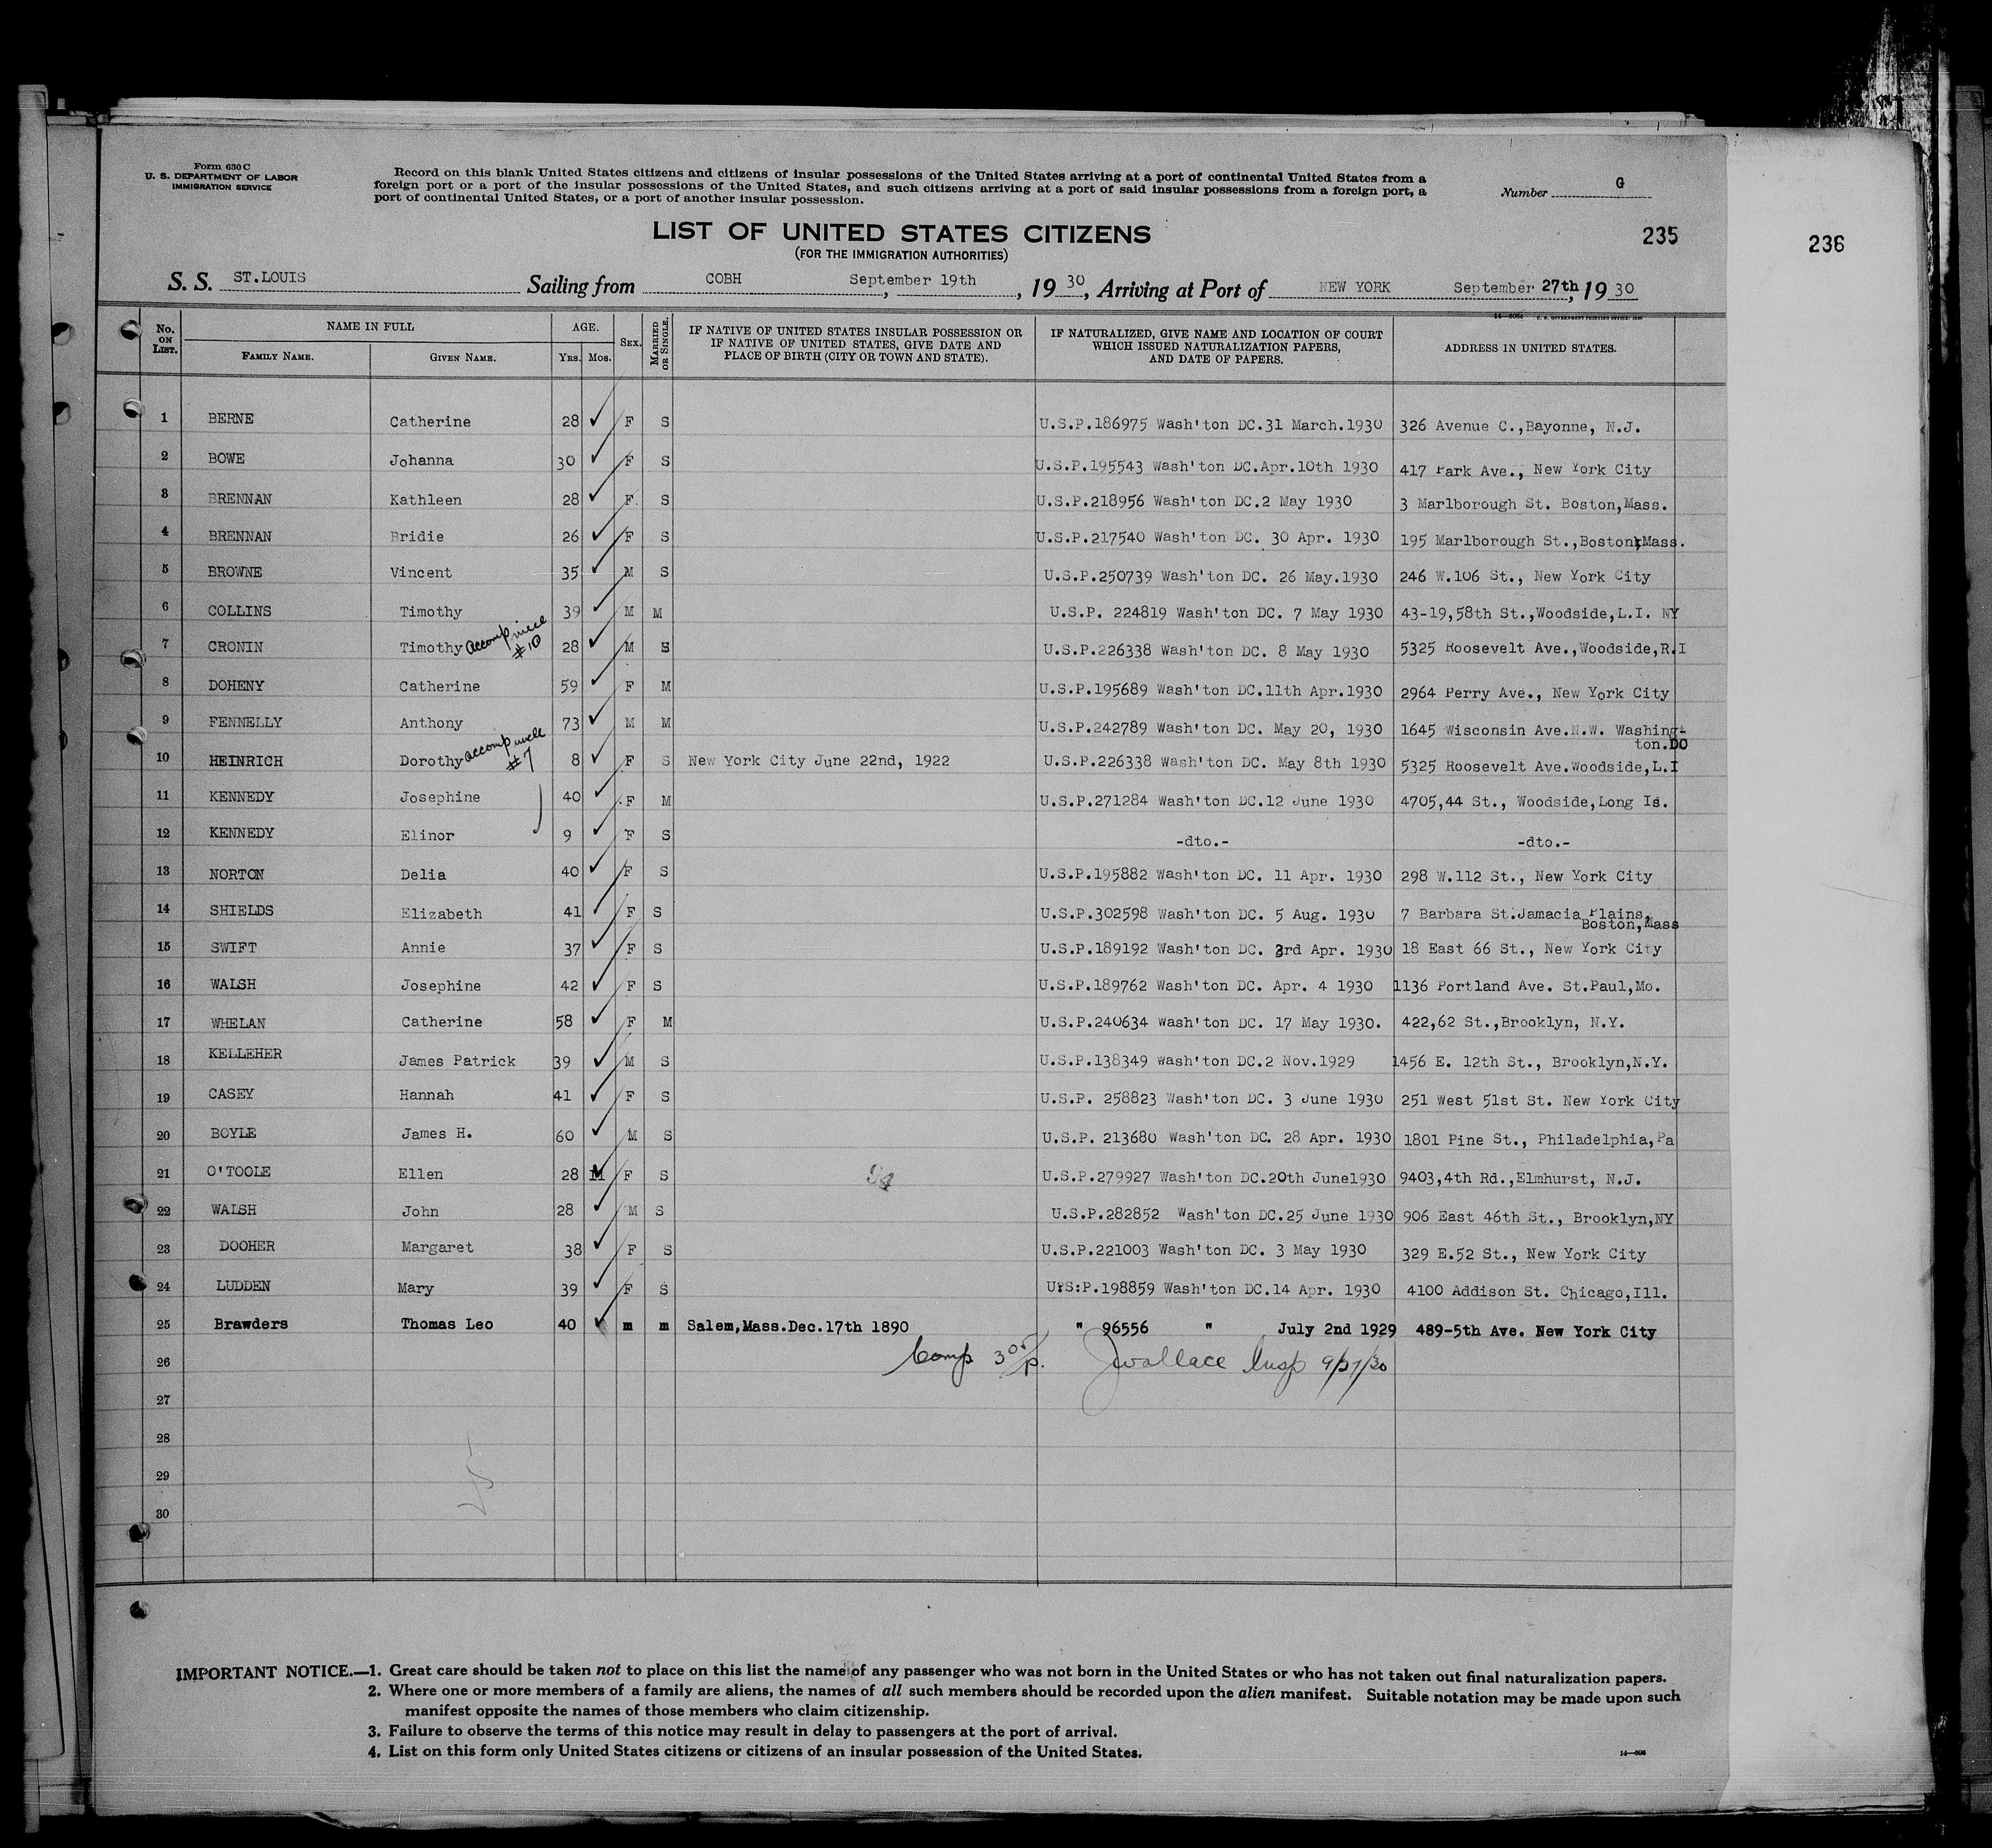 Form 630 C
U. S. DEPARTMENT OF LABOR
IMMIGRATION SERVICE
Record on this blank United States citizens and citizens of insular possessions of the United States arriving at a port of continental United States from a
foreign port or a port of the insular possessions of the United States, and such citizens arriving at a port of said insular possessions from a foreign port, a
port of continental United States, or a port of another insular possession.
Number G
LIST OF UNITED STATES CITIZENS
(FOR THE IMMIGRATION AUTHORITIES)
235
236
S. S. ST.LOUIS Sailing from COBH, September 19th, 1930, Arriving at Port of NEW YORK September 27th, 1930
No. ON LIST. NAME IN FULL FAMILY NAME. GIVEN NAME. AGE. Yrs. Mos. SEX. MARRIED OR SINGLE. IF NATIVE OF UNITED STATES INSULAR POSSESSION OR IF NATIVE OF UNITED STATES, GIVE DATE AND PLACE OF BIRTH (CITY OR TOWN AND STATE). IF NATURALIZED, GIVE NAME AND LOCATION OF COURT WHICH ISSUED NATURALIZATION PAPERS, AND DATE OF PAPERS. ADDRESS IN UNITED STATES.
1 BERNE Catherine 28 ✓ F S U.S.P.186975 Wash'ton DC.31 March.1930 326 Avenue C.,Bayonne, N.J.
2 BOWE Johanna 30 ✓ F S U.S.P.195543 Wash'ton DC.Apr.10th 1930 417 Park Ave., New York City
3 BRENNAN Kathleen 28 ✓ F S U.S.P.218956 Wash'ton DC.2 May 1930 3 Marlborough St. Boston,Mass.
4 BRENNAN Bridie 26 ✓ F S U.S.P.217540 Wash'ton DC. 30 Apr. 1930 195 Marlborough St.,Boston,Mass.
5 BROWNE Vincent 35 ✓ M S U.S.P.250739 Wash'ton DC. 26 May.1930 246 W.106 St., New York City
6 COLLINS Timothy 39 ✓ M M U.S.P. 224819 Wash'ton DC. 7 May 1930 43-19,58th St.,Woodside,L.I. NY
7 CRONIN Timothy accomp niece #10 28 ✓ M S U.S.P.226338 Wash'ton DC. 8 May 1930 5325 Roosevelt Ave.,Woodside,R.I
8 DOHENY Catherine 59 ✓ F M U.S.P.195689 Wash'ton DC.11th Apr.1930 2964 Perry Ave., New York City
9 FENNELLY Anthony 73 ✓ M M U.S.P.242789 Wash'ton DC. May 20, 1930 1645 Wisconsin Ave.N.W. Washing-
ton.DC
10 HEINRICH Dorothy accomp uncle #7 8 ✓ F S New York City June 22nd, 1922 U.S.P.226338 Wash'ton DC. May 8th 1930 5325 Roosevelt Ave.Woodside,L.I
11 KENNEDY Josephine 40 ✓ F M U.S.P.271284 Wash'ton DC.12 June 1930 4705,44 St., Woodside,Long Is.
12 KENNEDY Elinor 9 ✓ F S -dto.- -dto.-
13 NORTON Delia 40 ✓ F S U.S.P.195882 Wash'ton DC. 11 Apr. 1930 298 W.112 St., New York City
14 SHIELDS Elizabeth 41 ✓ F S U.S.P.302598 Wash'ton DC. 5 Aug. 1930 7 Barbara St.Jamacia Plains,
Boston,Mass
15 SWIFT Annie 37 ✓ F S U.S.P.189192 Wash'ton DC. 3rd Apr. 1930 18 East 66 St., New York City
16 WALSH Josephine 42 ✓ F S U.S.P.189762 Wash'ton DC. Apr. 4 1930 1136 Portland Ave. St.Paul,Mo.
17 WHELAN Catherine 58 ✓ F M U.S.P.240634 Wash'ton DC. 17 May 1930. 422,62 St.,Brooklyn, N.Y.
18 KELLEHER James Patrick 39 ✓ M S U.S.P.138349 Wash'ton DC.2 Nov.1929 1456 E. 12th St., Brooklyn,N.Y.
19 CASEY Hannah 41 ✓ F S U.S.P. 258823 Wash'ton DC. 3 June 1930 251 West 51st St. New York City
20 BOYLE James H. 60 ✓ M S U.S.P. 213680 Wash'ton DC. 28 Apr. 1930 1801 Pine St., Philadelphia,Pa
21 O'TOOLE Ellen 28 11 ✓ F S U.S.P.279927 Wash'ton DC.20th June1930 9403,4th Rd.,Elmhurst, N.J.
22 WALSH John 28 ✓ M S U.S.P.282852 Wash'ton DC.25 June 1930 906 East 46th St., Brooklyn,NY
23 DOOHER Margaret 38 ✓ F S U.S.P.221003 Wash'ton DC. 3 May 1930 329 E.52 St., New York City
24 LUDDEN Mary 39 ✓ F S U.S.P.198859 Wash'ton DC.14 Apr. 1930 4100 Addison St. Chicago,Ill.
25 Brawders Thomas Leo 40 ✓ m m Salem,Mass.Dec.17th 1890 " 96556 " July 2nd 1929 489-5th Ave. New York City
26 Comp 3 05/p. JWallace Insp 9/27/30
27
28
29
30
IMPORTANT NOTICE.—1. Great care should be taken not to place on this list the name of any passenger who was not born in the United States or who has not taken out final naturalization papers.
2. Where one or more members of a family are aliens, the names of all such members should be recorded upon the alien manifest. Suitable notation may be made upon such
manifest opposite the names of those members who claim citizenship.
3. Failure to observe the terms of this notice may result in delay to passengers at the port of arrival.
4. List on this form only United States citizens or citizens of an insular possession of the United States.